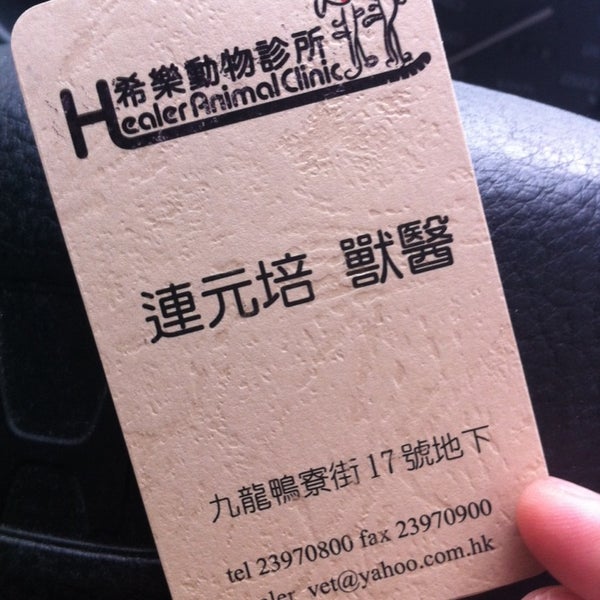 希樂動物診所
Healer Animal Clinic
連元培 獸醫
九龍鴨寮街17號地下
tel 23970800 fax 23970900
healer_vet@yahoo.com.hk